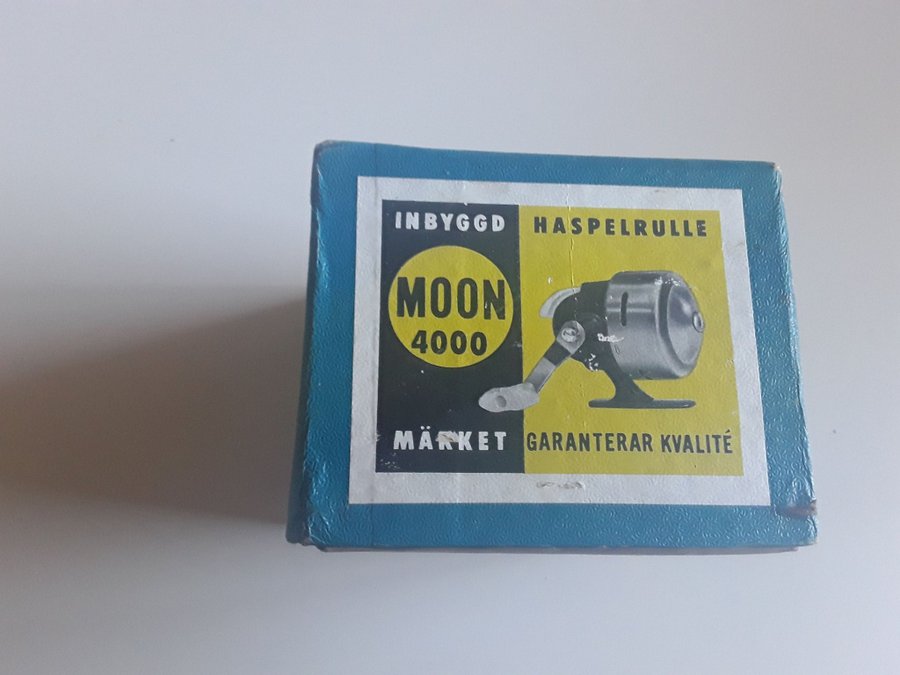 INBYGGD HASPELRULLE
MOON
4000
MÄRKET GARANTERAR KVALITÉ